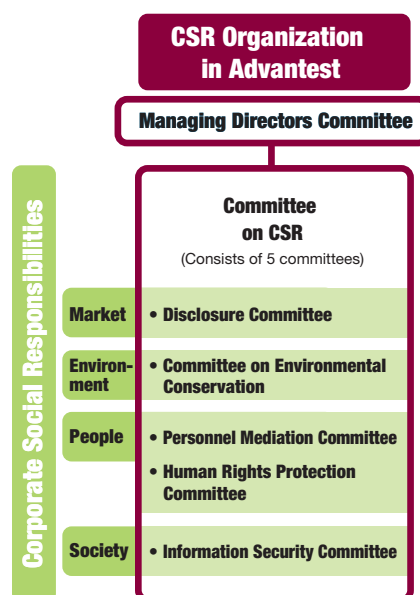 CSR Organization
in Advantest
Managing Directors Committee
Corporate Social Responsibilities
Committee
on CSR
(Consists of 5 committees)
Market
• Disclosure Committee
Environ-
ment
• Committee on Environmental
Conservation
People
• Personnel Mediation Committee
• Human Rights Protection
Committee
Society
• Information Security Committee